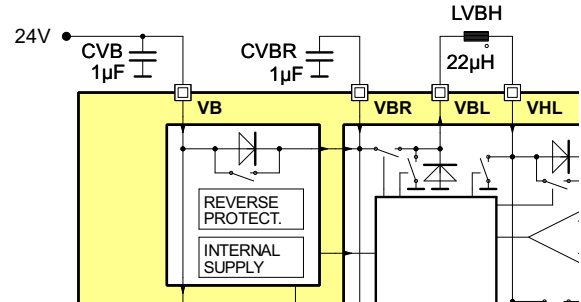 LVBH
24V
CVB
1µF
CVBR
1µF
22µH
VB
VBR
VBL
VHL
REVERSE
PROTECT.
INTERNAL
SUPPLY